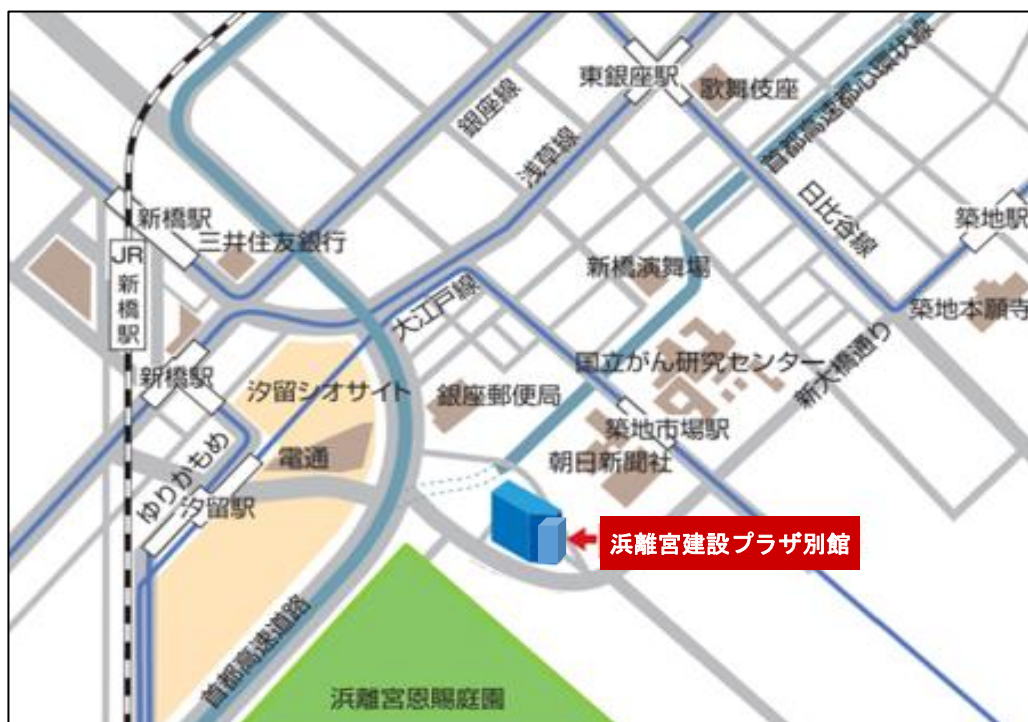 東銀座駅
歌舞伎座
首都高速都心環状線
銀座線
浅草線
日比谷線
築地駅
新橋駅
三井住友銀行
JR
新橋駅
新橋演舞場
築地本願寺
大江戸線
国立がん研究センター
新大橋通り
新橋駅
汐留シオサイト
銀座郵便局
築地市場駅
電通
朝日新聞社
ゆりかもめ
汐留駅
浜離宮建設プラザ別館
首都高速道路
浜離宮恩賜庭園